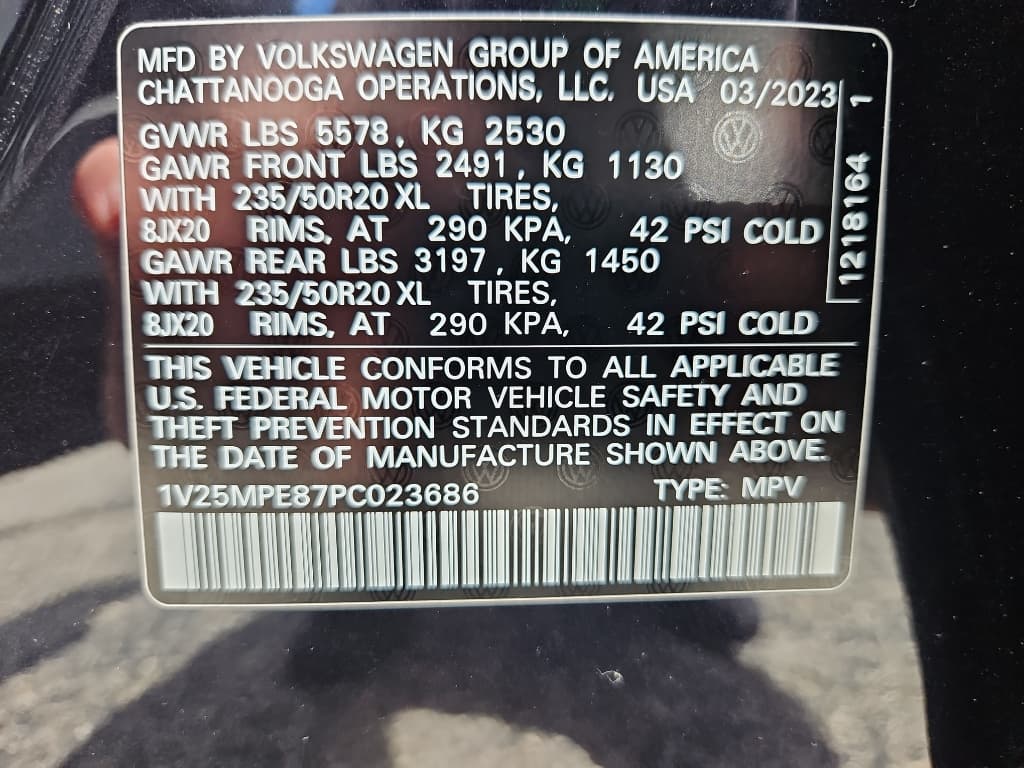 MFD BY VOLKSWAGEN GROUP OF AMERICA
CHATTANOOGA OPERATIONS, LLC. USA 03/2023
GVWR LBS 5578, KG 2530
GAWR FRONT LBS 2491, KG 1130
WITH 235/50R20 XL TIRES,
8JX20 RIMS, AT 290 KPA, 42 PSI COLD
GAWR REAR LBS 3197, KG 1450
WITH 235/50R20 XL TIRES,
8JX20 RIMS, AT 290 KPA, 42 PSI COLD
1218164 1
THIS VEHICLE CONFORMS TO ALL APPLICABLE
U.S. FEDERAL MOTOR VEHICLE SAFETY AND
THEFT PREVENTION STANDARDS IN EFFECT ON
THE DATE OF MANUFACTURE SHOWN ABOVE.
1V25MPE87PC023686 TYPE: MPV